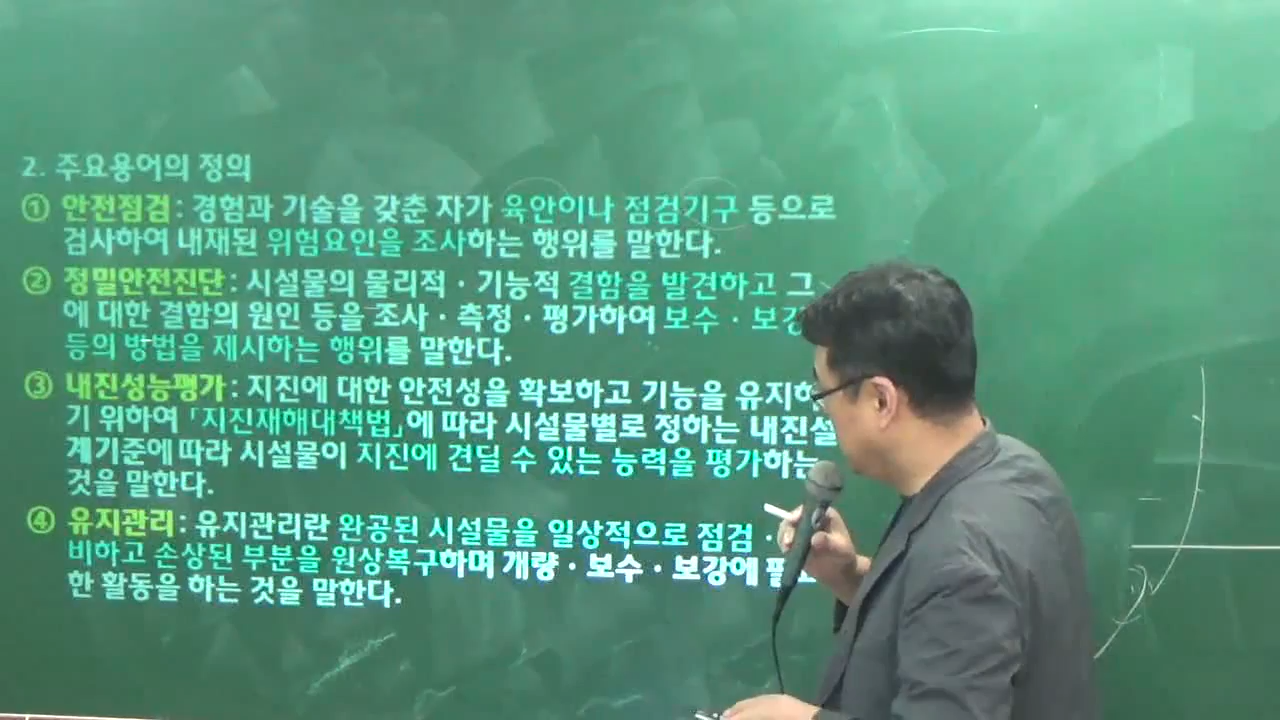 2. 주요용어의 정의
① 안전점검 : 경험과 기술을 갖춘 자가 육안이나 점검기구 등으로
검사하여 내재된 위험요인을 조사하는 행위를 말한다.
② 정밀안전진단 : 시설물의 물리적 · 기능적 결함을 발견하고 그
에 대한 결함의 원인 등을 조사 · 측정 · 평가하여 보수 · 보강
등의 방법을 제시하는 행위를 말한다.
③ 내진성능평가 : 지진에 대한 안전성을 확보하고 기능을 유지하
기 위하여 「지진재해대책법」에 따라 시설물별로 정하는 내진설
계기준에 따라 시설물이 지진에 견딜 수 있는 능력을 평가하는
것을 말한다.
④ 유지관리 : 유지관리란 완공된 시설물을 일상적으로 점검 ·
비하고 손상된 부분을 원상복구하며 개량 · 보수 · 보강에
한 활동을 하는 것을 말한다.